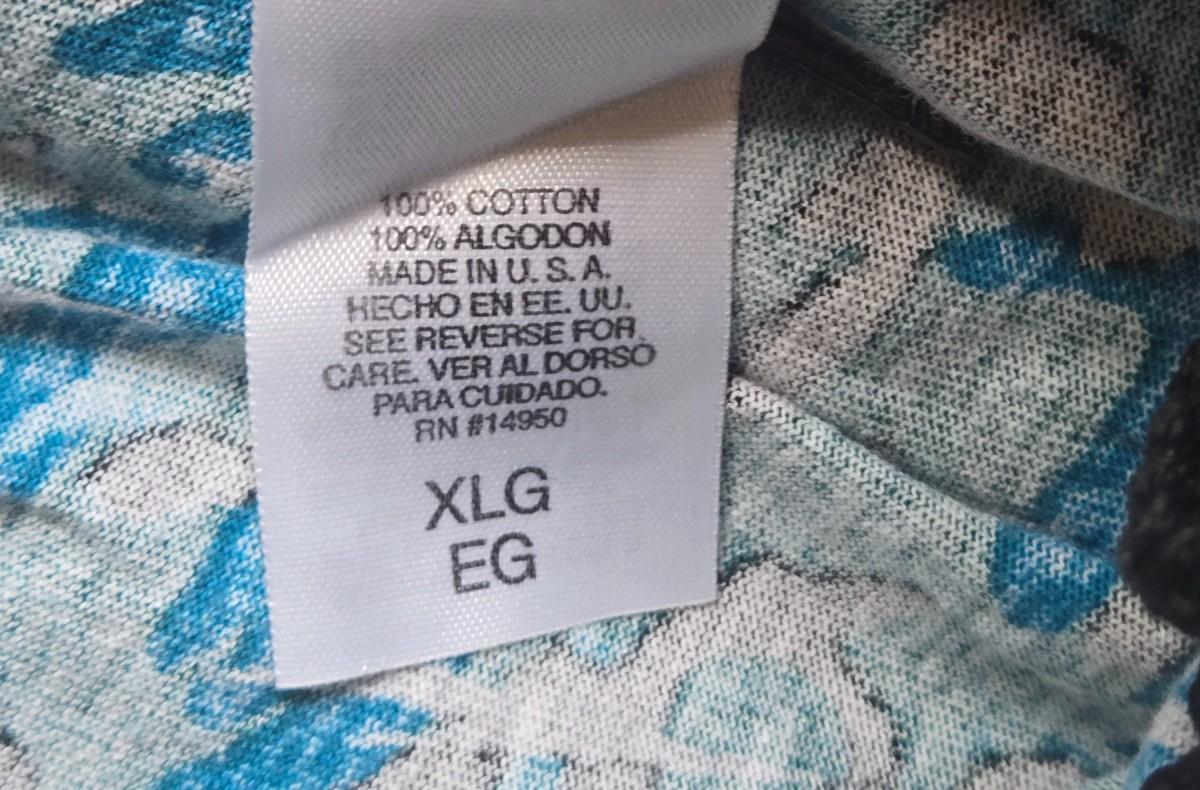 100% COTTON
100% ALGODON
MADE IN U. S. A.
HECHO EN EE. UU.
SEE REVERSE FOR
CARE. VER AL DORSO
PARA CUIDADO.
RN #14950
XLG
EG